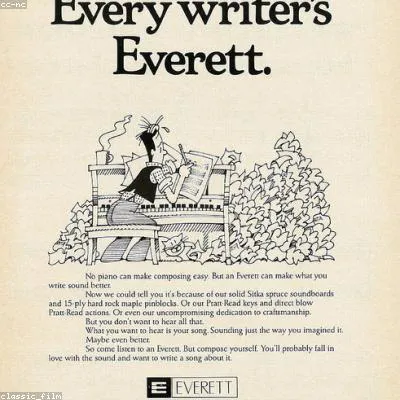 cc-nc
Every writer's
Everett.
No piano can make composing easy. But an Everett can make what you
write sound better.
Now we could tell you it's because of our solid Sitka spruce soundboards
and 15-ply hard rock maple pinblocks. Or our Pratt-Read keys and direct blow
Pratt-Read actions. Or even our uncompromising dedication to craftsmanship.
But you don't want to hear all that.
What you want to hear is your song. Sounding just the way you imagined it.
Maybe even better.
So come listen to an Everett. But compose yourself. You'll probably fall in
love with the sound and want to write a song about it.
EVERETT
classic_film